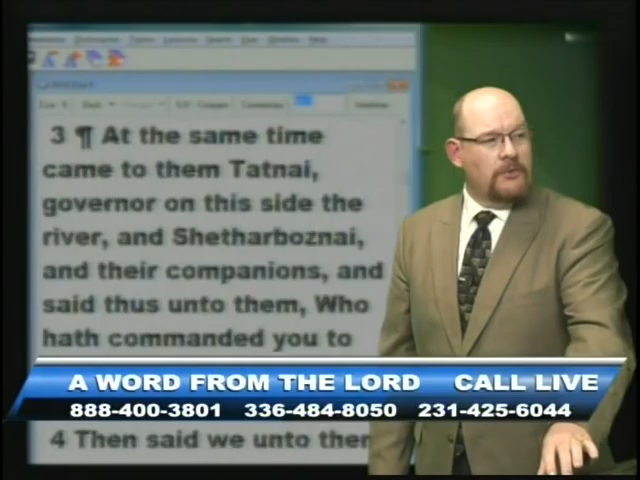 3 ¶ At the same time
came to them Tatnai,
governor on this side the
river, and Shetharboznai,
and their companions, and
said thus unto them, Who
hath commanded you to
A WORD FROM THE LORD CALL LIVE
888-400-3801 336-484-8050 231-425-6044
4 Then said we unto